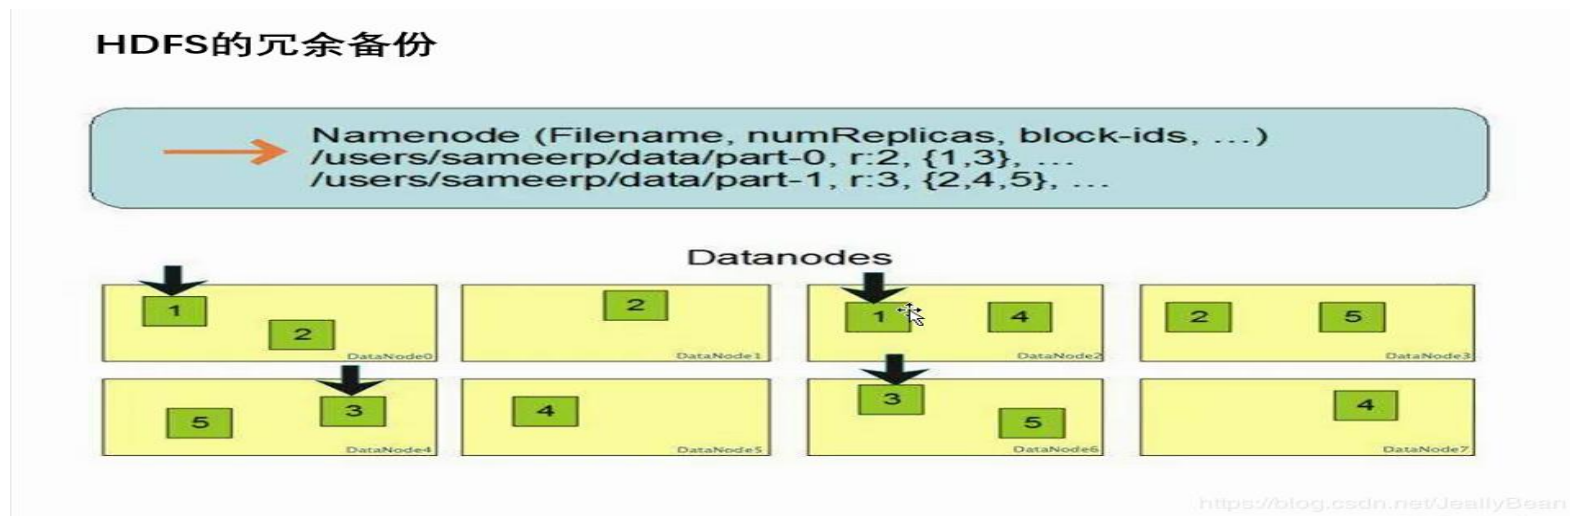 HDFS的冗余备份
Namenode (Filename, numReplicas, block-ids, ...)
/users/sameerp/data/part-0, r:2, {1,3}, ...
/users/sameerp/data/part-1, r:3, {2,4,5}, ...
Datanodes
1
2
DataNode0
2
DataNode1
1
4
DataNode2
2
5
DataNode3
5
3
DataNode4
4
DataNode5
3
5
DataNode6
4
DataNode7
https://blog.csdn.net/JeallyBean